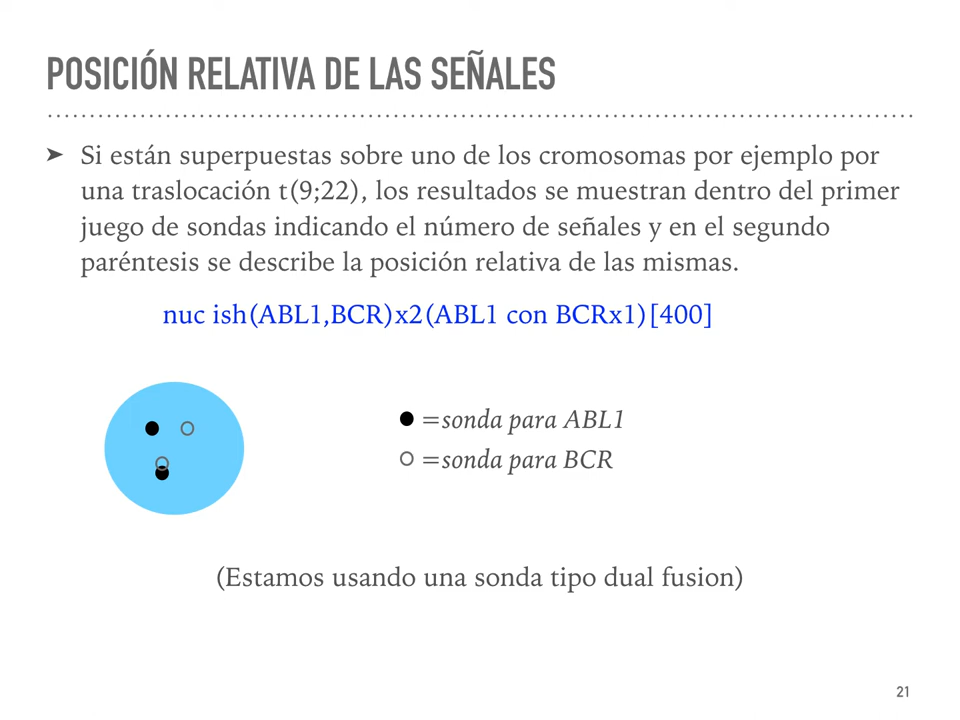 POSICIÓN RELATIVA DE LAS SEÑALES
➤ Si están superpuestas sobre uno de los cromosomas por ejemplo por
una traslocación t(9;22), los resultados se muestran dentro del primer
juego de sondas indicando el número de señales y en el segundo
paréntesis se describe la posición relativa de las mismas.
nuc ish(ABL1,BCR)x2(ABL1 con BCRx1)[400]
=sonda para ABL1
=sonda para BCR
(Estamos usando una sonda tipo dual fusion)
21